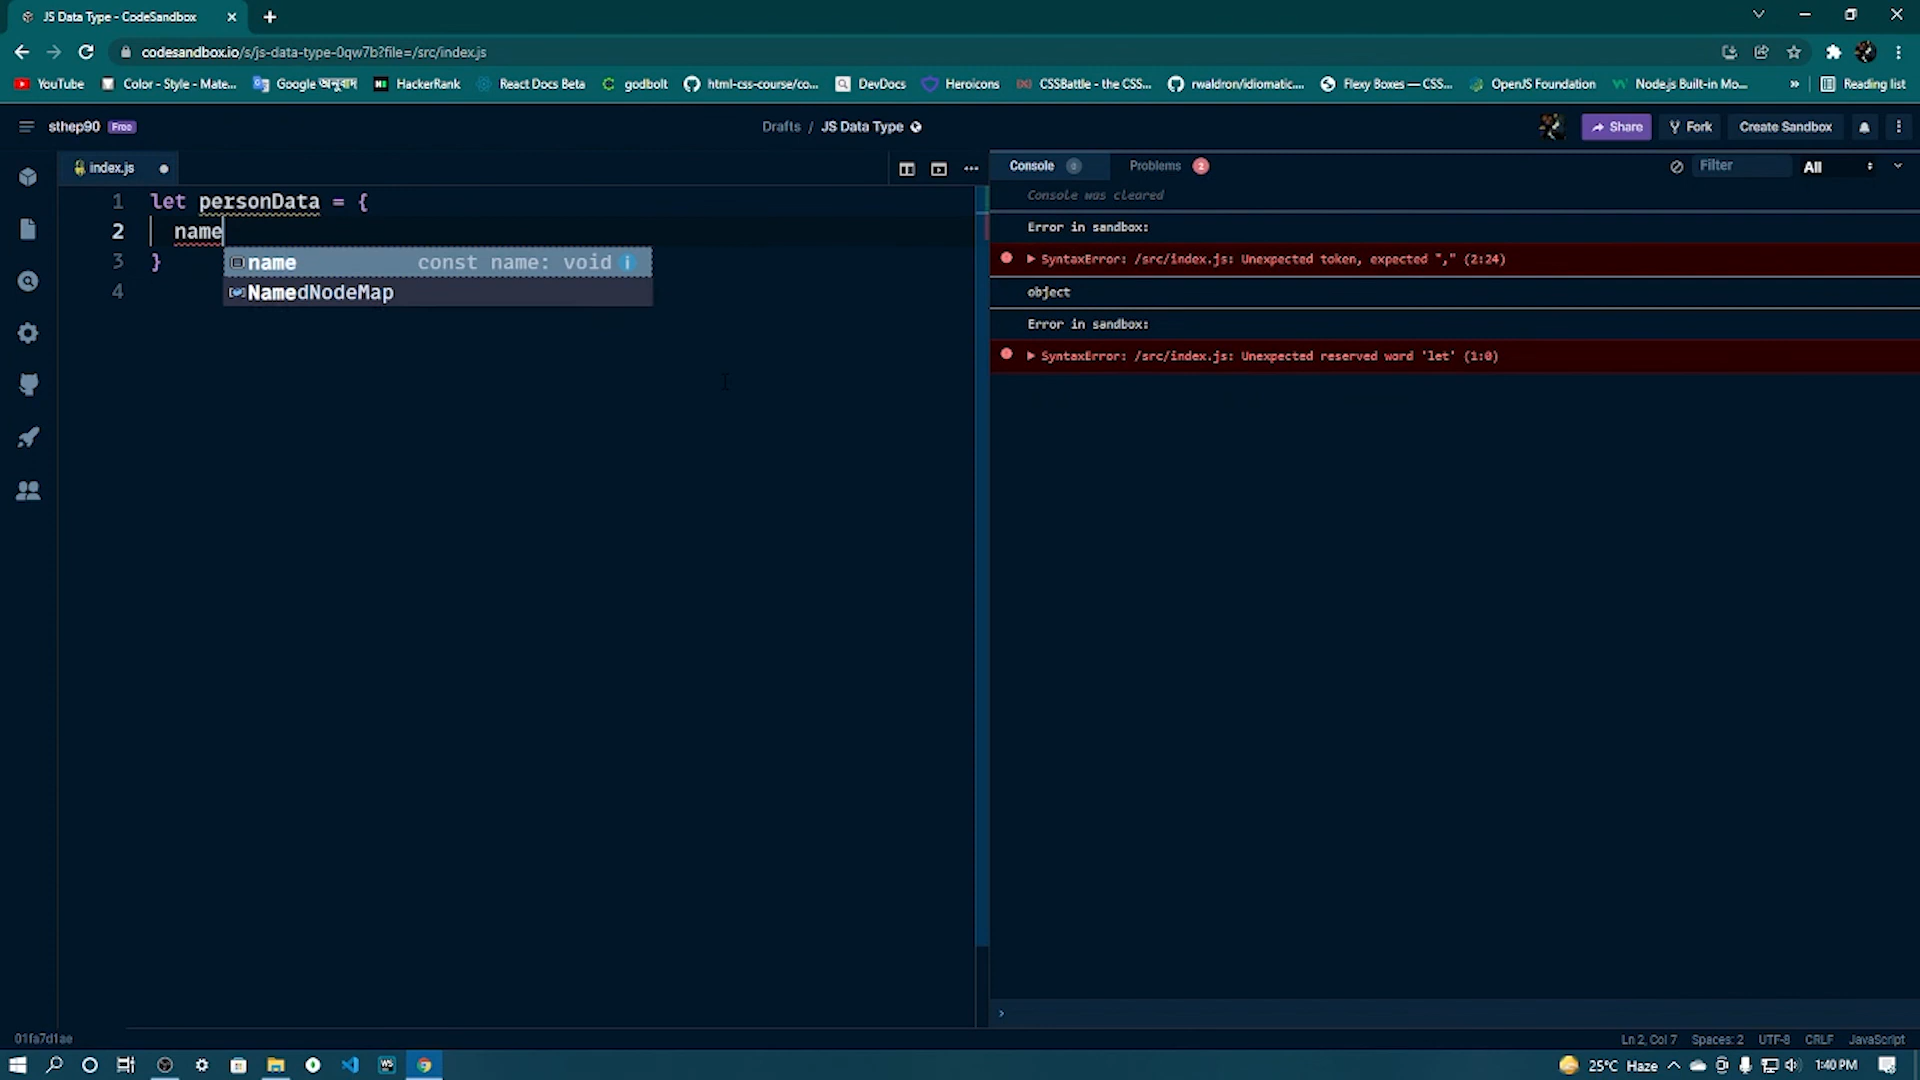 JS Data Type - CodeSandbox
codesandbox.io/s/js-data-type-0qw7b?file=/src/index.js
YouTube
Color - Style - Mate...
Google অনুবাদ
HackerRank
React Docs Beta
godbolt
html-css-course/co...
DevDocs
Heroicons
CSSBattle - the CSS...
rwaldron/idiomatic....
Flexy Boxes — CSS...
OpenJS Foundation
Node.js Built-in Mo...
»
Reading list
sthep90 Free
Drafts / JS Data Type
Share
Fork
Create Sandbox
index.js
Console 0
Problems 2
Filter
All
1 let personData = {
2 name
3 }
4
name const name: void
NamedNodeMap
Console was cleared
Error in sandbox:
SyntaxError: /src/index.js: Unexpected token, expected "," (2:24)
object
Error in sandbox:
SyntaxError: /src/index.js: Unexpected reserved word 'let' (1:0)
›
01fa7d1ae
Ln 2, Col 7 Spaces: 2 UTF-8 CRLF JavaScript
25°C Haze
1:40 PM